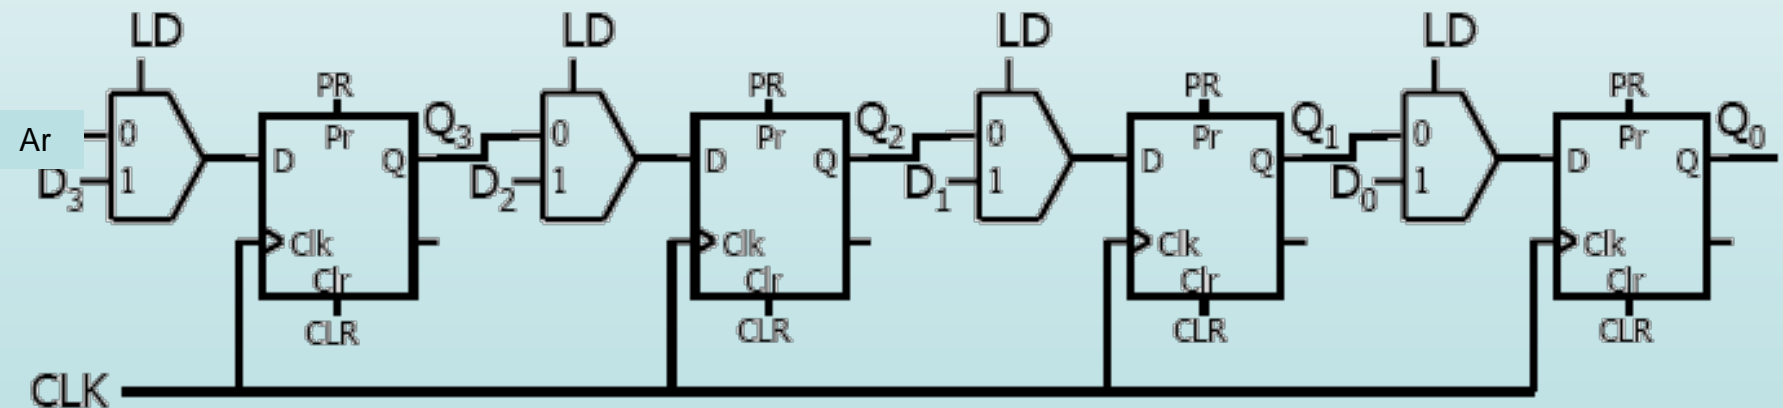 LD LD LD LD
PR PR PR PR
Ar 0 Pr Q3 0 Pr Q2 0 Pr Q1 0 Pr Q0
D Q D Q D Q D Q
D3 1 D2 1 D1 1 D0 1
Clk Clk Clk Clk
Clr Clr Clr Clr
CLR CLR CLR CLR
CLK